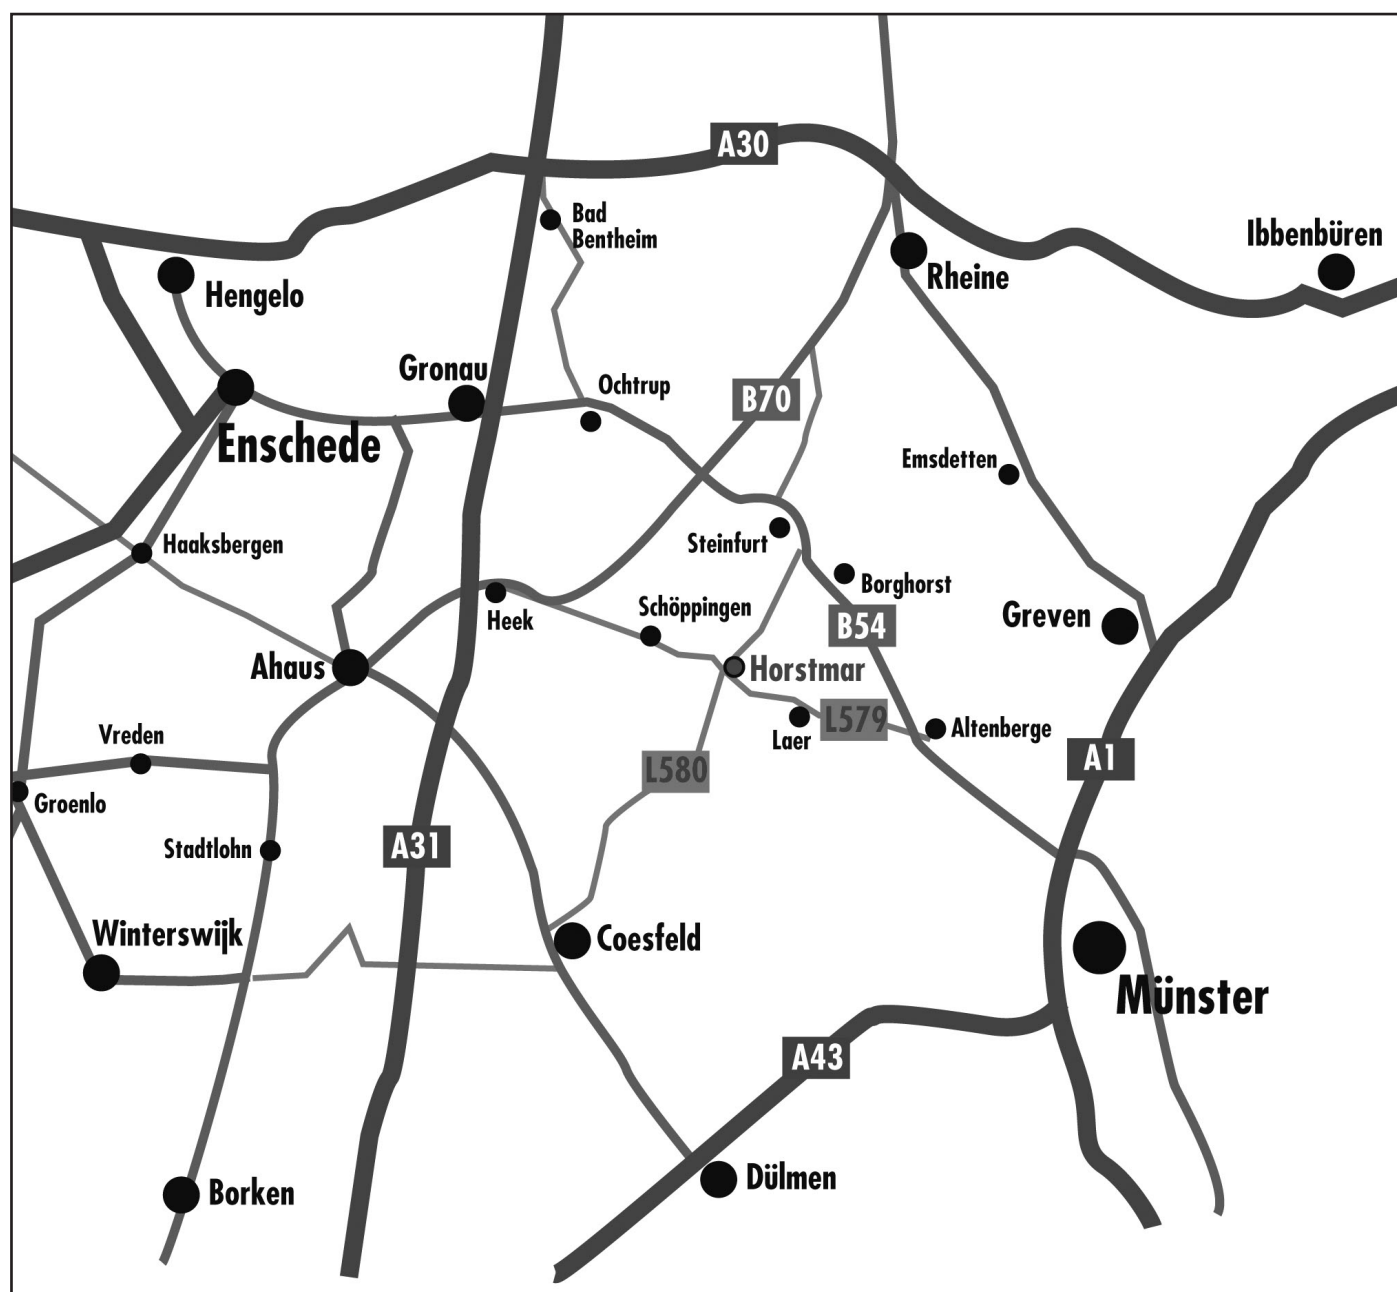 A30
Bad
Bentheim
Ibbenbüren
Rheine
Hengelo
Gronau
Ochtrup
B70
Enschede
Emsdetten
Steinfurt
Haaksbergen
Borghorst
Schöppingen
Heek
B54
Greven
Ahaus
Horstmar
L579
Laer
Altenberge
Vreden
A1
L580
Groenlo
A31
Stadtlohn
Winterswijk
Coesfeld
Münster
A43
Dülmen
Borken